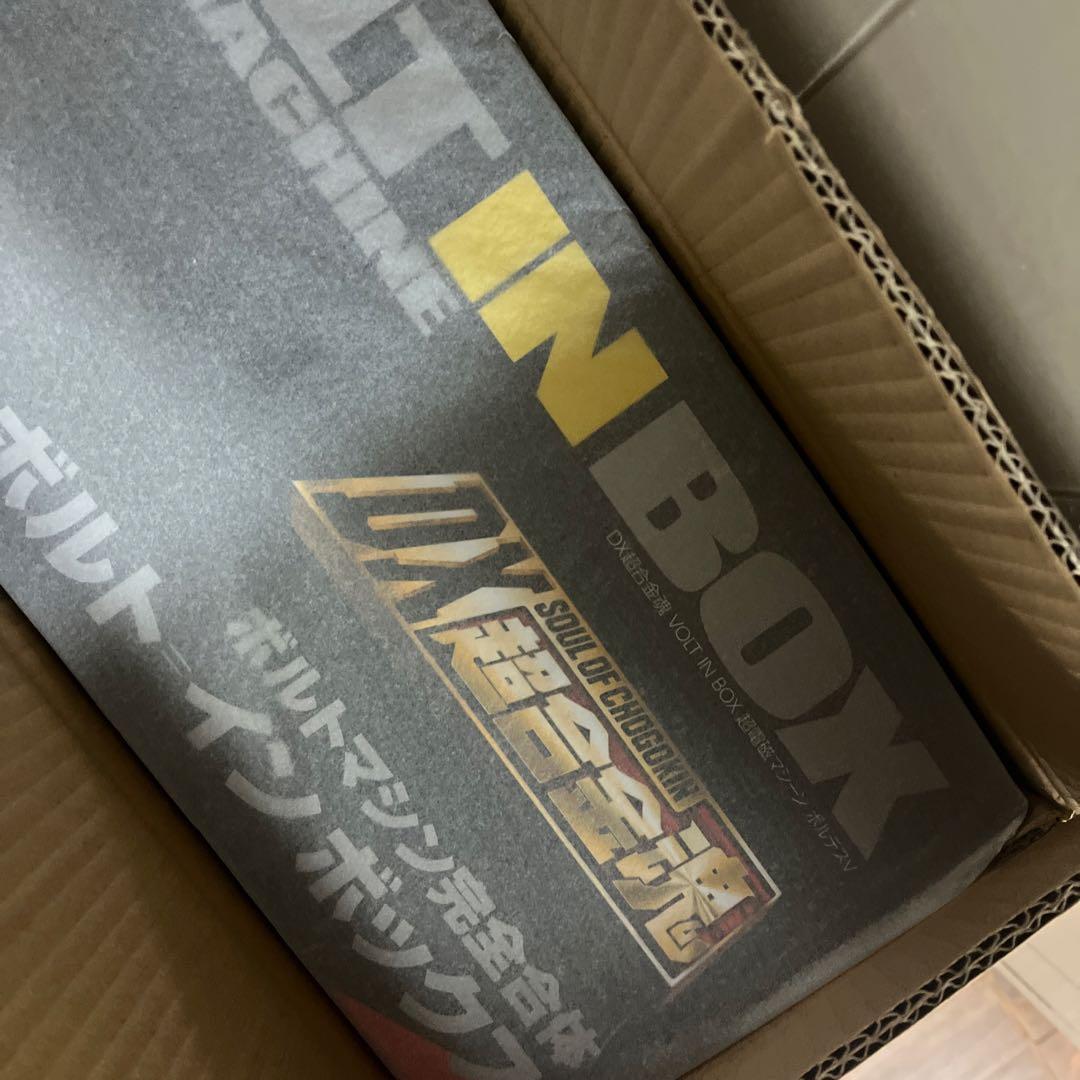 LT IN BOX
MACHINE
DX超合金魂 VOLT IN BOX 超電磁マシーン ボルテスV
DX
SOUL OF CHOGOKIN
超合金魂
ボルトマシン完全合体
ボルト=インボックス